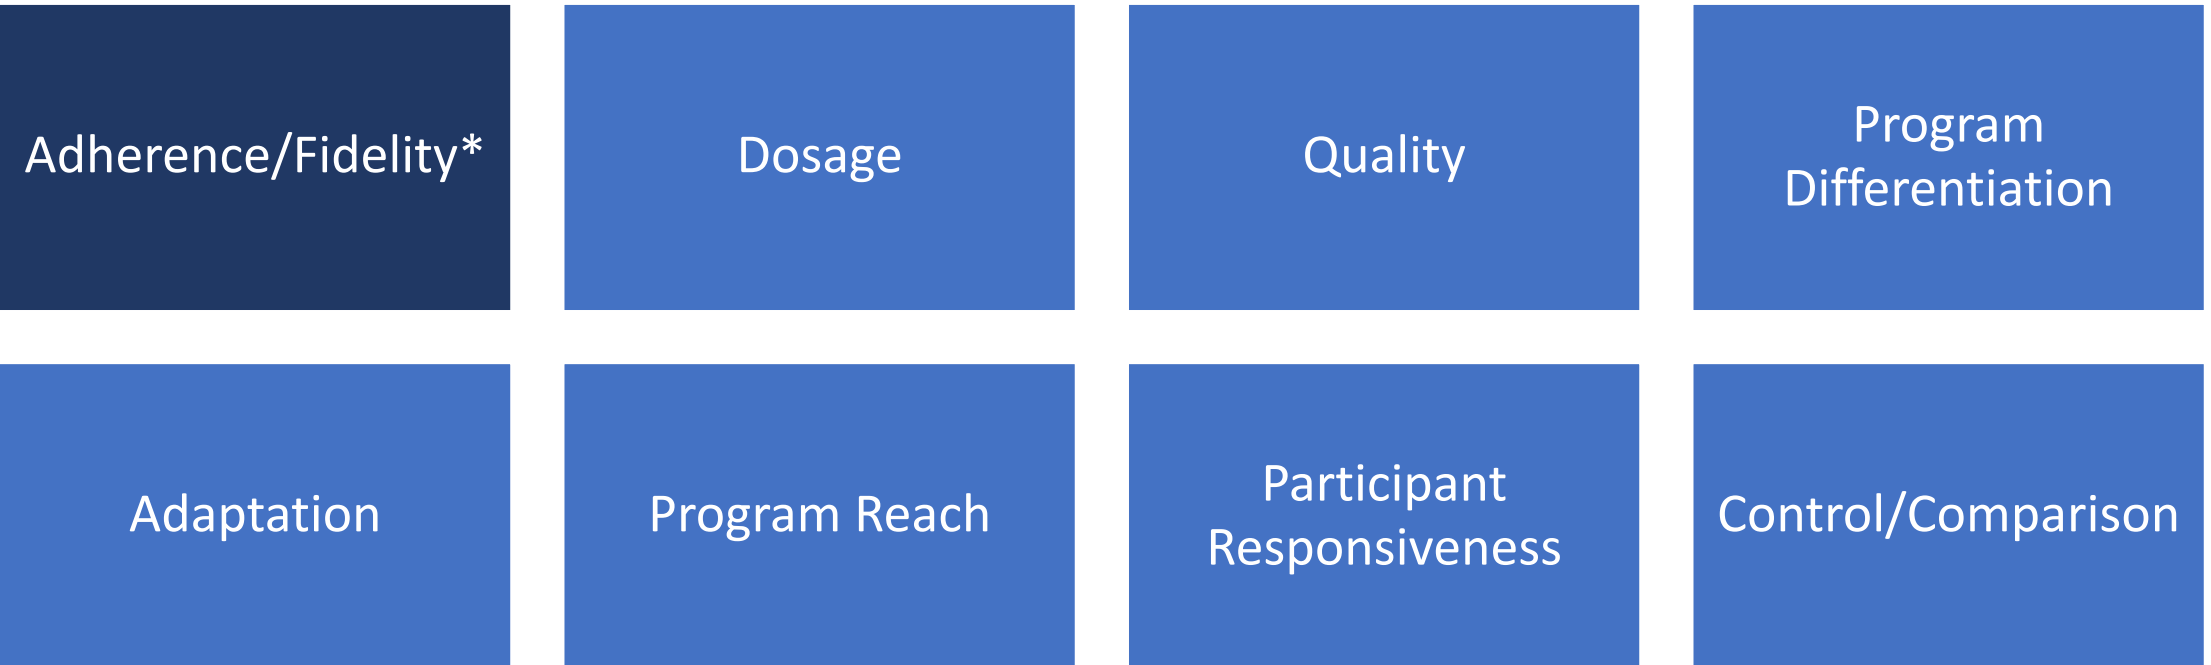 Adherence/Fidelity*
Dosage
Quality
Program
Differentiation
Adaptation
Program Reach
Participant
Responsiveness
Control/Comparison